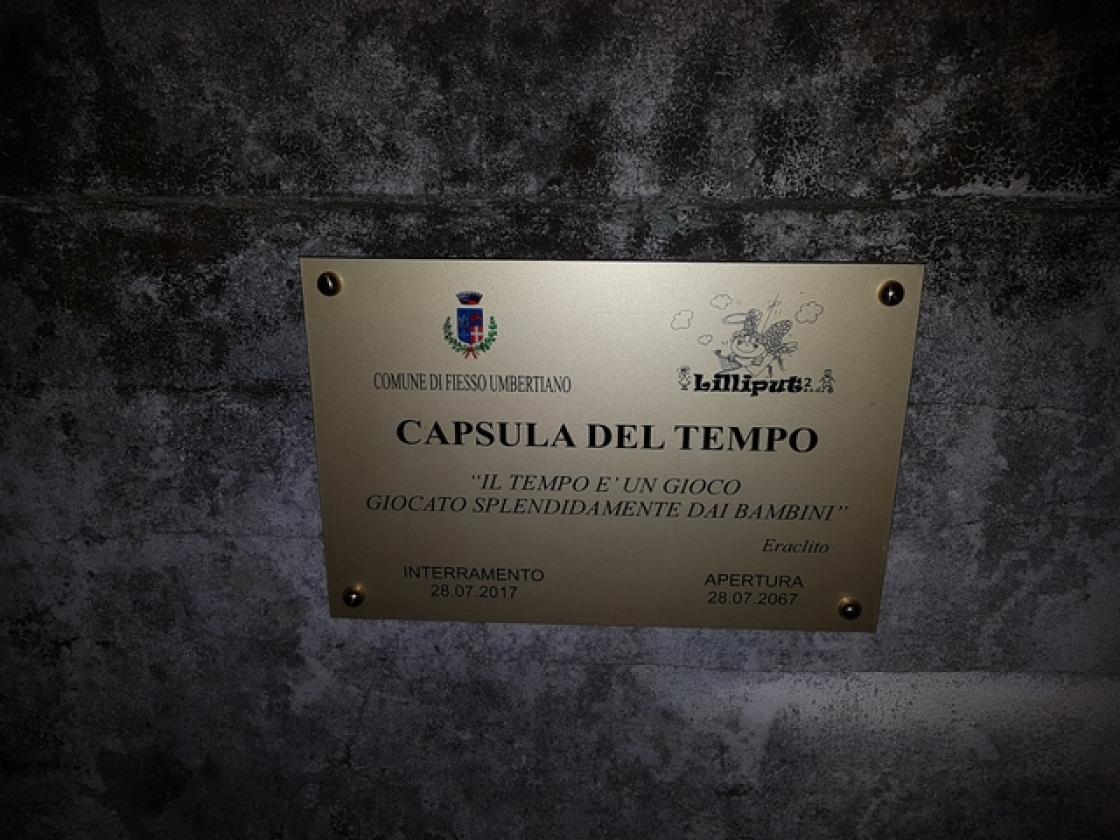 COMUNE DI FIESSO UMBERTIANO
Lilliput
CAPSULA DEL TEMPO
“IL TEMPO E’ UN GIOCO
GIOCATO SPLENDIDAMENTE DAI BAMBINI”
Eraclito
INTERRAMENTO
28.07.2017
APERTURA
28.07.2067